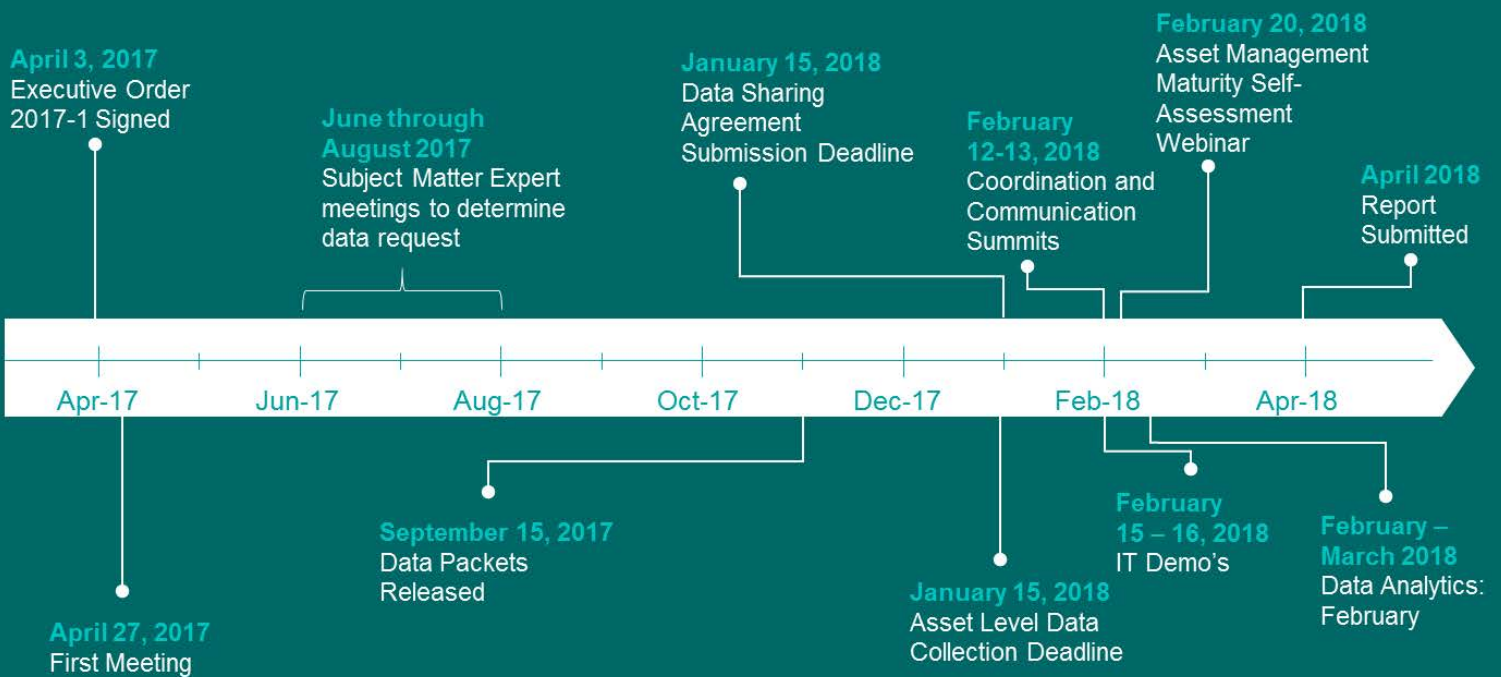 April 3, 2017
Executive Order
2017-1 Signed
June through
August 2017
Subject Matter Expert
meetings to determine
data request
January 15, 2018
Data Sharing
Agreement
Submission Deadline
February
12-13, 2018
Coordination and
Communication
Summits
February 20, 2018
Asset Management
Maturity Self-
Assessment
Webinar
April 2018
Report
Submitted
Apr-17
Jun-17
Aug-17
Oct-17
Dec-17
Feb-18
Apr-18
April 27, 2017
First Meeting
September 15, 2017
Data Packets
Released
January 15, 2018
Asset Level Data
Collection Deadline
February
15 – 16, 2018
IT Demo’s
February –
March 2018
Data Analytics:
February